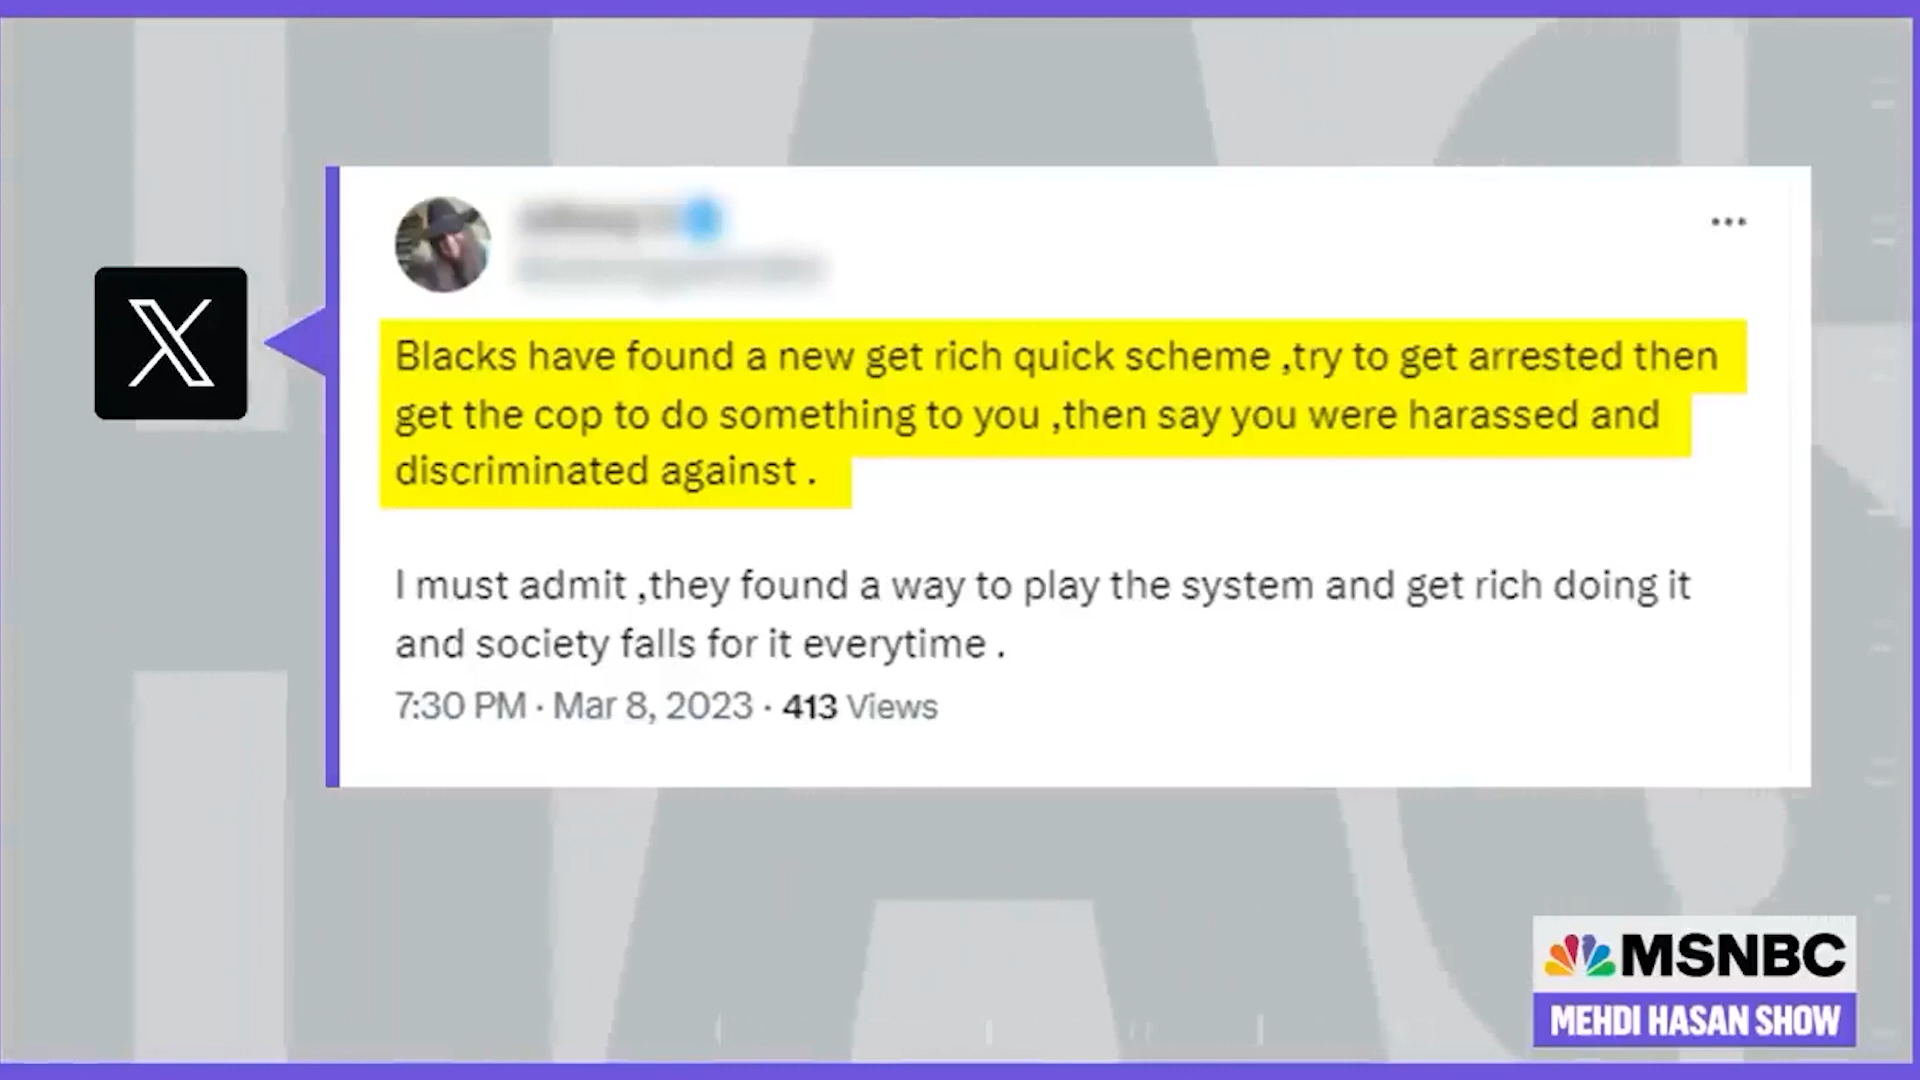 Blacks have found a new get rich quick scheme ,try to get arrested then
get the cop to do something to you ,then say you were harassed and
discriminated against .
I must admit ,they found a way to play the system and get rich doing it
and society falls for it everytime .
7:30 PM · Mar 8, 2023 · 413 Views
MSNBC
MEHDI HASAN SHOW